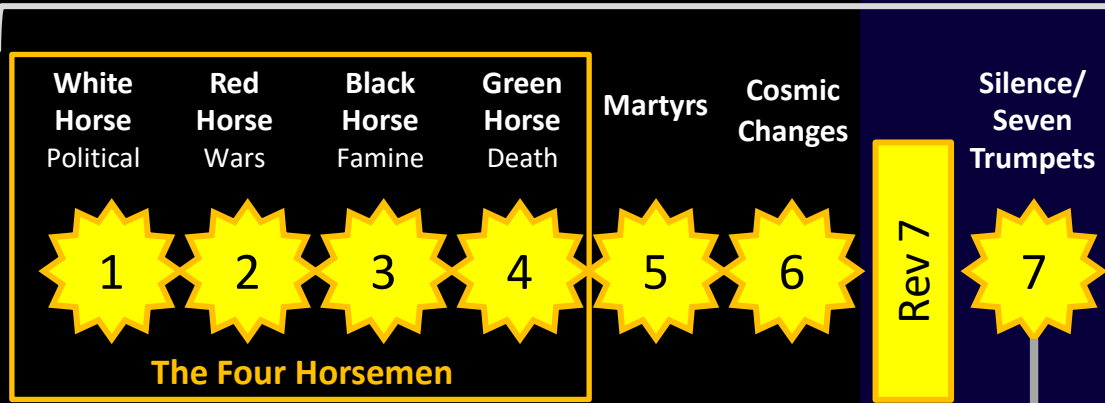 White
Horse
Political
Red
Horse
Wars
Black
Horse
Famine
Green
Horse
Death
Martyrs
Cosmic
Changes
Silence/
Seven
Trumpets
1
2
3
4
5
6
Rev 7
7
The Four Horsemen